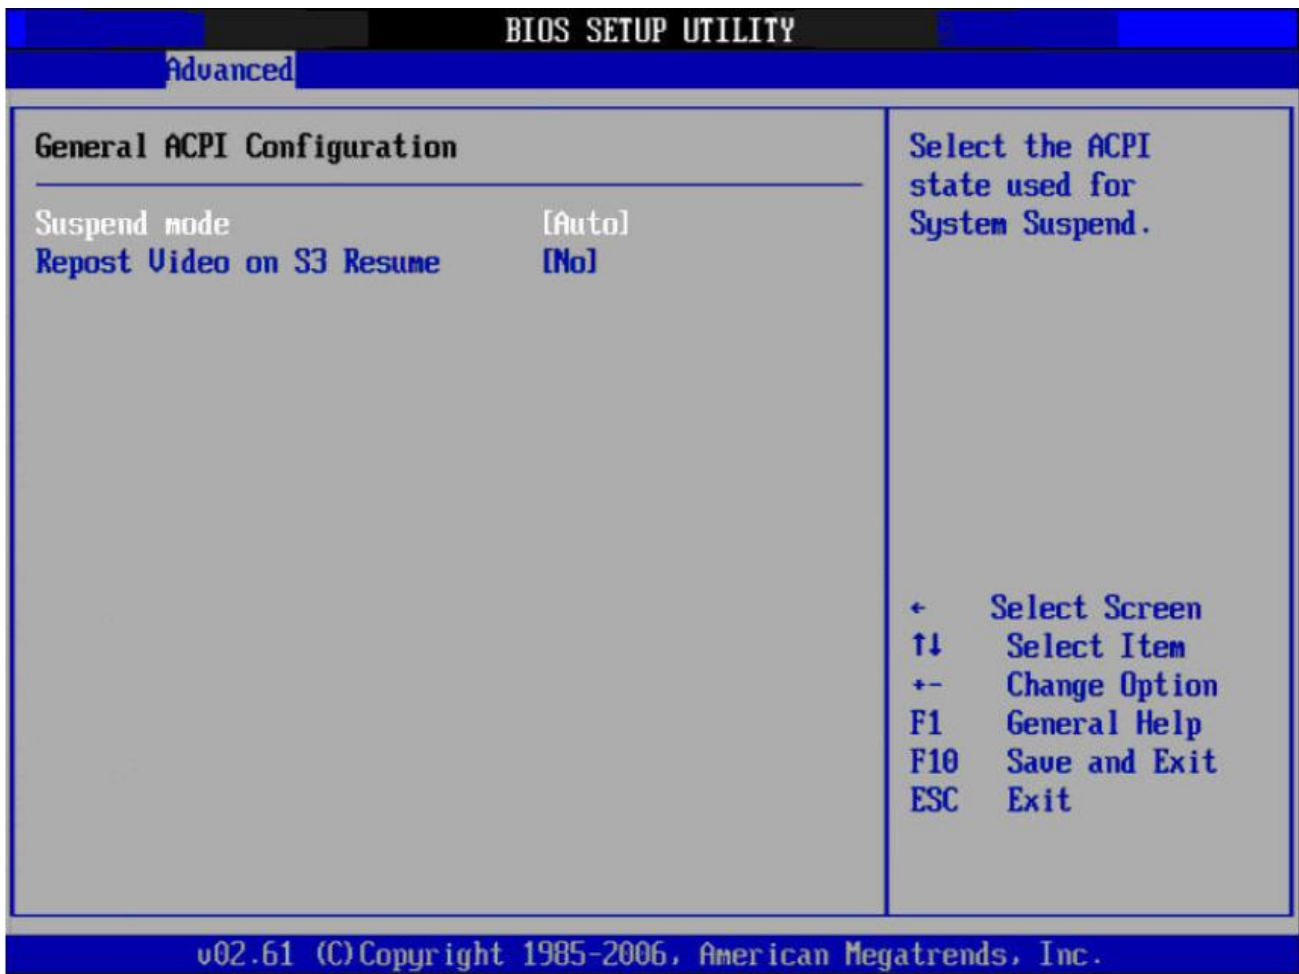 BIOS SETUP UTILITY
Advanced
General ACPI Configuration
Suspend mode [Auto]
Repost Video on S3 Resume [No]
Select the ACPI
state used for
System Suspend.
← Select Screen
↑↓ Select Item
+- Change Option
F1 General Help
F10 Save and Exit
ESC Exit
v02.61 (C)Copyright 1985-2006, American Megatrends, Inc.